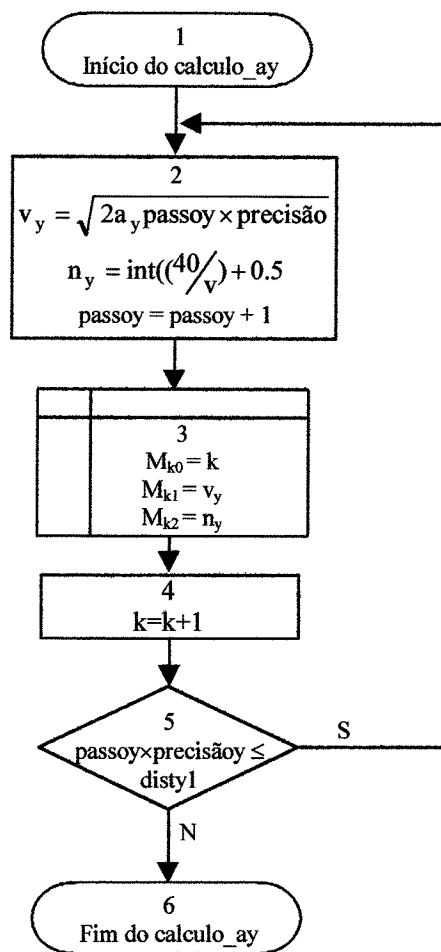 1
Início do calculo_ay
2
v_y = √(2a_y passoy × precisão)
n_y = int((40/v) + 0.5
passoy = passoy + 1
3
M_k0 = k
M_k1 = v_y
M_k2 = n_y
4
k=k+1
5
passoy×precisãoy ≤
disty1
S
N
6
Fim do calculo_ay